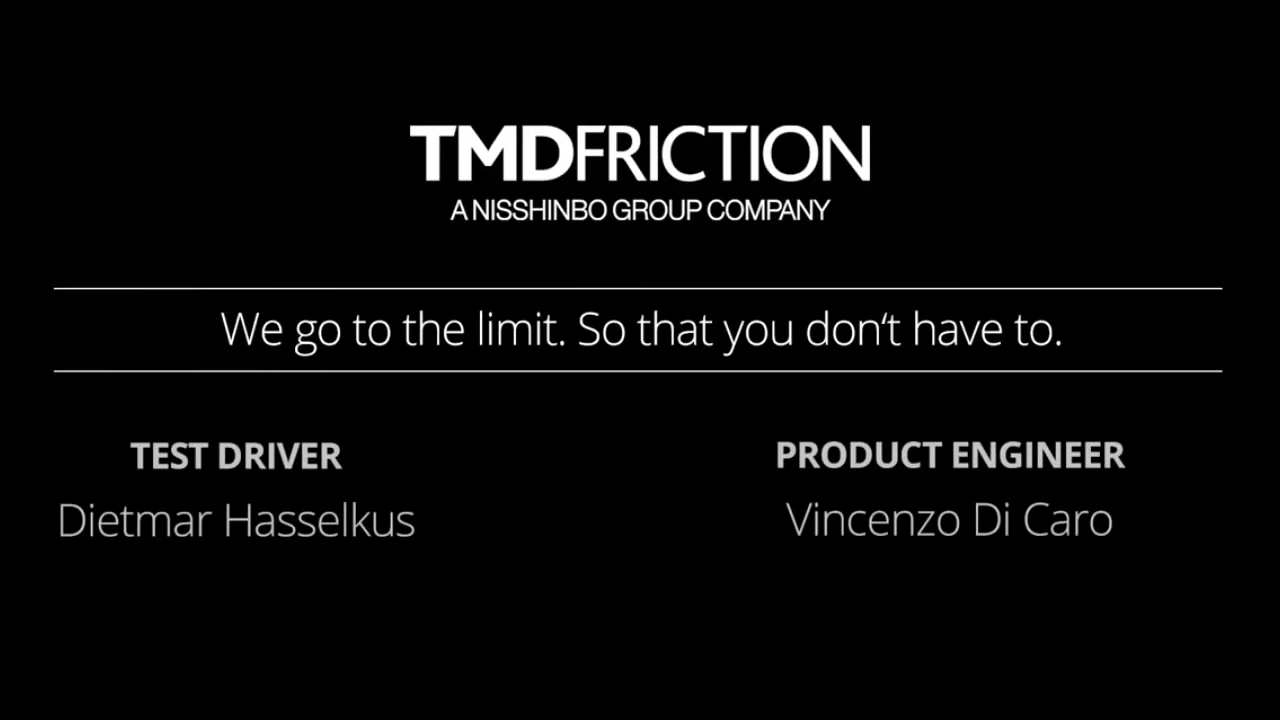 TMDFRICTION
A NISSHINBO GROUP COMPANY
We go to the limit. So that you don‘t have to.
TEST DRIVER
Dietmar Hasselkus
PRODUCT ENGINEER
Vincenzo Di Caro